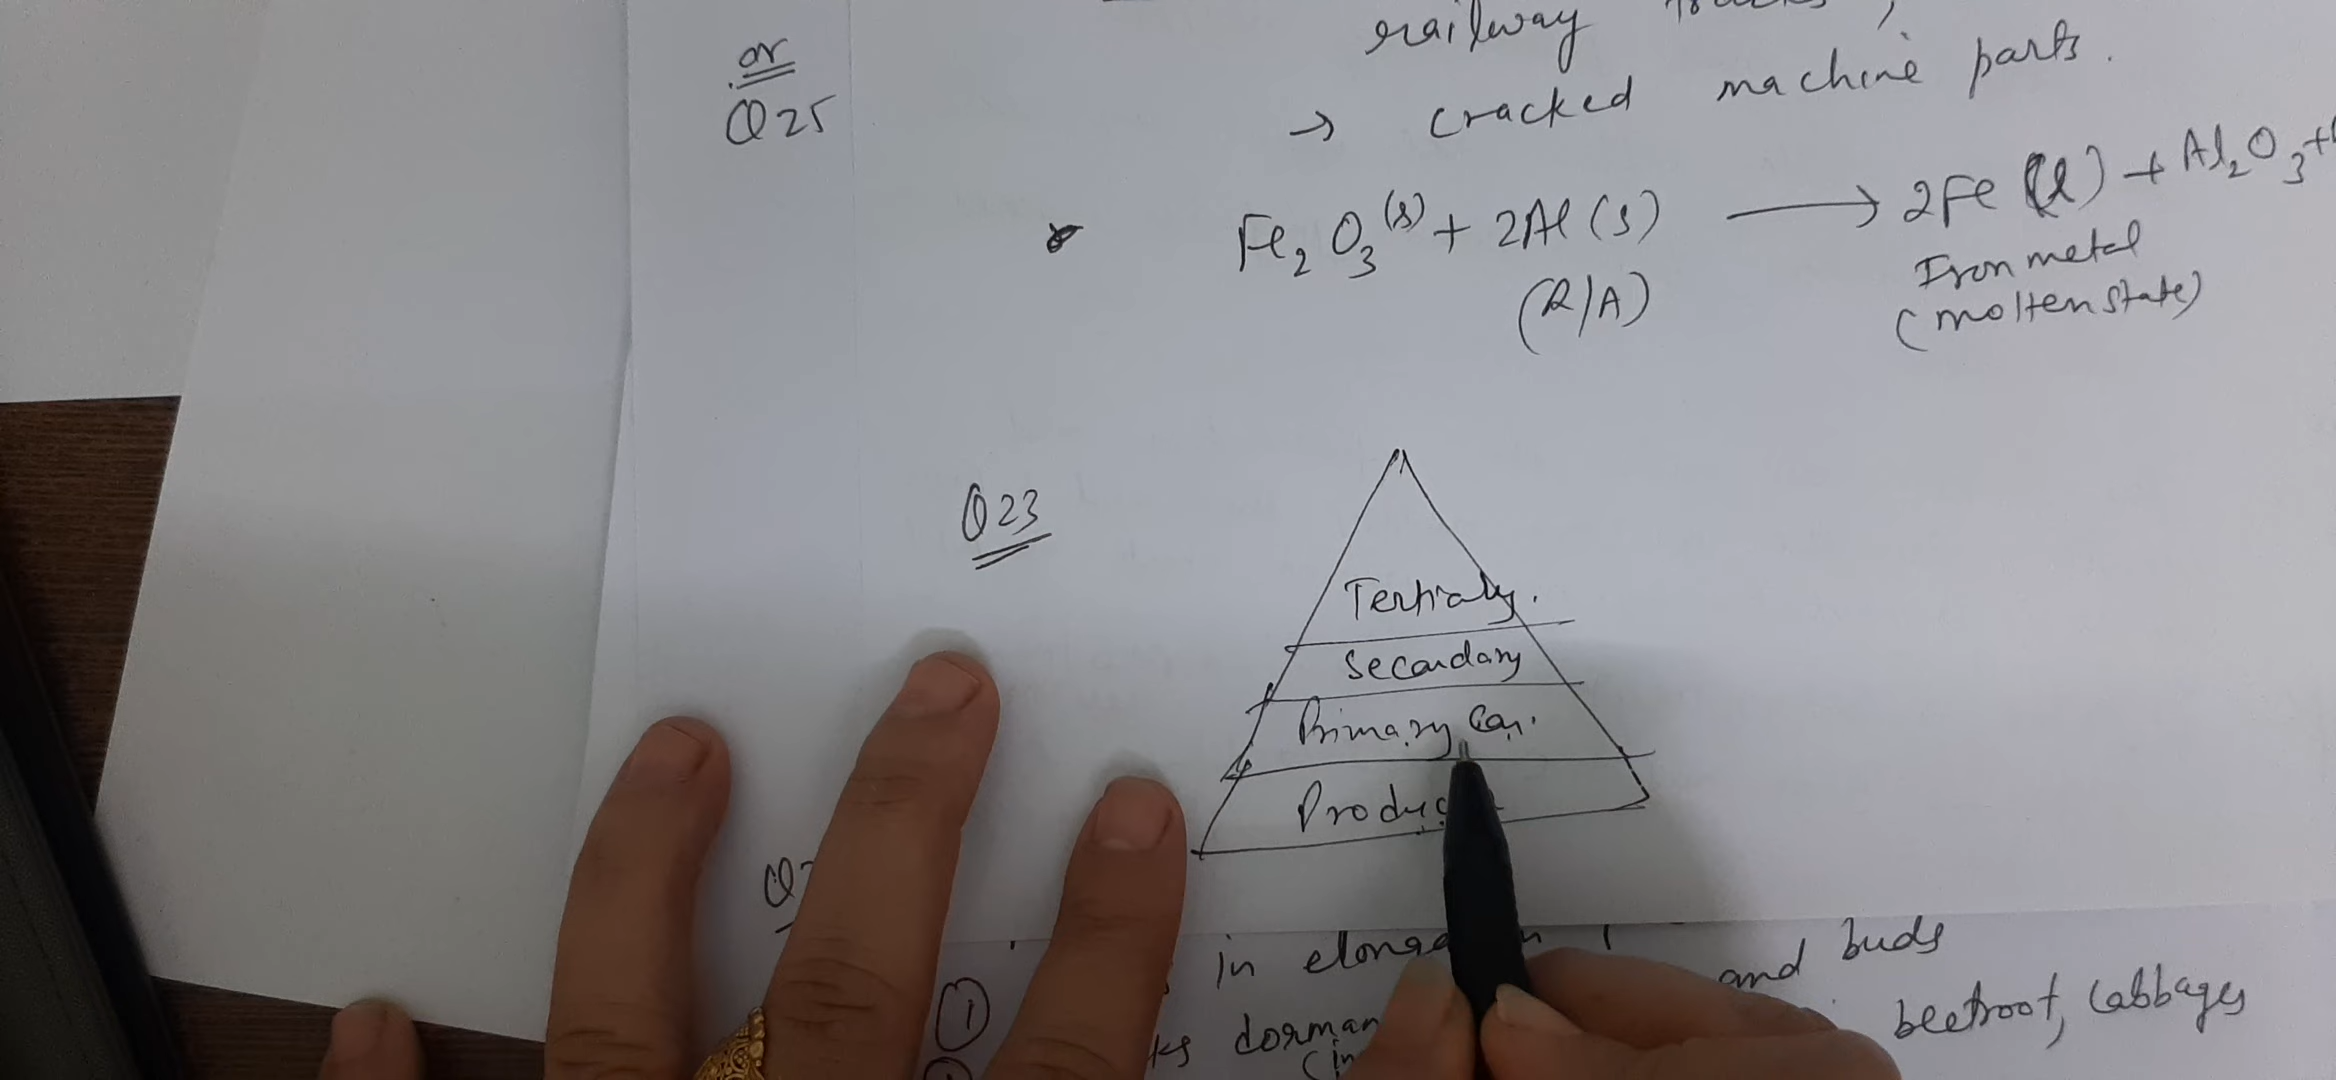 railway
or
Q25
→ cracked machine parts.
Fe2O3(s) + 2Al(s) → 2Fe(l) + Al2O3 +
(R/A)
Iron metal
(molten state)
Q23
Tertiary.
Secondary
Primary Con.
in and buds
1
beetroot, Cabbages